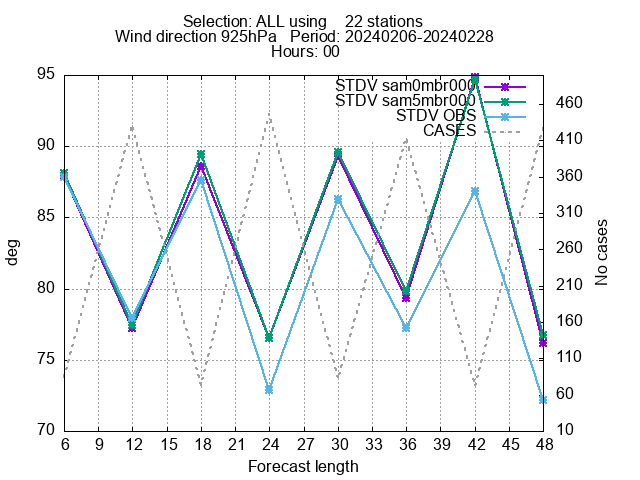 Selection: ALL using    22 stations
Wind direction 925hPa   Period: 20240206-20240228
Hours: 00
STDV sam0mbr000
STDV sam5mbr000
STDV OBS
CASES
95
90
85
80
75
70
deg
460
410
360
310
260
210
160
110
60
10
No cases
6 9 12 15 18 21 24 27 30 33 36 39 42 45 48
Forecast length